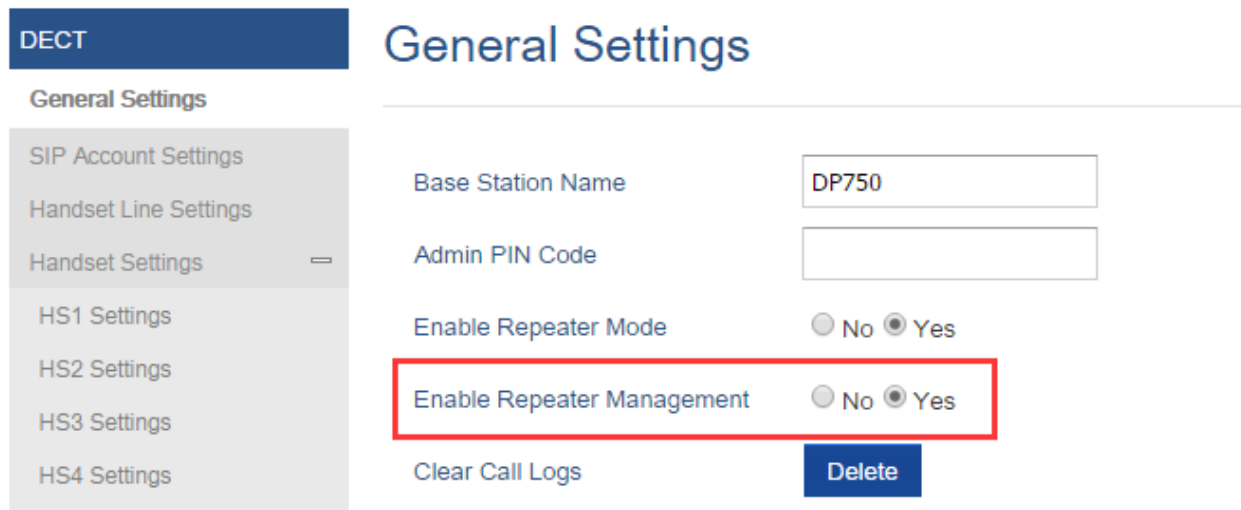 DECT
General Settings
SIP Account Settings
Handset Line Settings
Handset Settings
HS1 Settings
HS2 Settings
HS3 Settings
HS4 Settings
General Settings
Base Station Name DP750
Admin PIN Code
Enable Repeater Mode No Yes
Enable Repeater Management No Yes
Clear Call Logs Delete